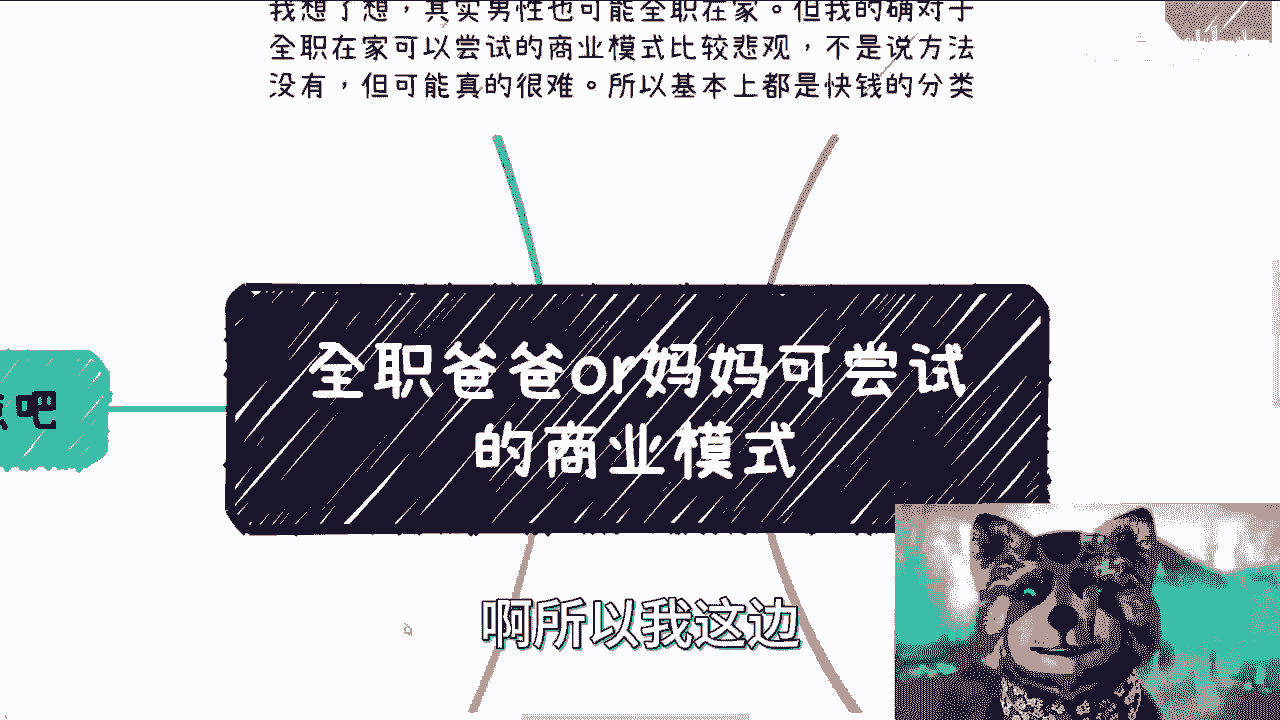 我想了想，其实男性也可能全职在家。但我的确对于
全职在家可以尝试的商业模式比较悲观，不是说方法
没有，但可能真的很难。所以基本上都是快钱的分类
吧
全职爸爸or妈妈可尝试
的商业模式
啊所以我这边